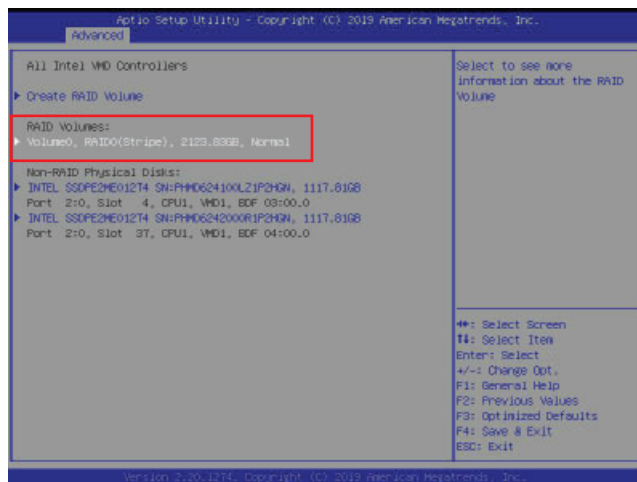 Aptio Setup Utility - Copyright (C) 2019 American Megatrends, Inc.
Advanced
All Intel VMD Controllers
Create RAID Volume
RAID Volumes:
Volume0, RAID0(Stripe), 2123.83GB, Normal
Non-RAID Physical Disks:
INTEL SSDPE2ME012T4 SN:PHMD624100LZ1P2HGN, 1117.81GB
Port 2:0, Slot 4, CPU1, VMD1, BDF 03:00.0
INTEL SSDPE2ME012T4 SN:PHMD6242000R1P2HGN, 1117.81GB
Port 2:0, Slot 37, CPU1, VMD1, BDF 04:00.0
Select to see more
information about the RAID
Volume
↔: Select Screen
↑↓: Select Item
Enter: Select
+/-: Change Opt.
F1: General Help
F2: Previous Values
F3: Optimized Defaults
F4: Save & Exit
ESC: Exit
Version 2.20.1274. Copyright (C) 2019 American Megatrends, Inc.